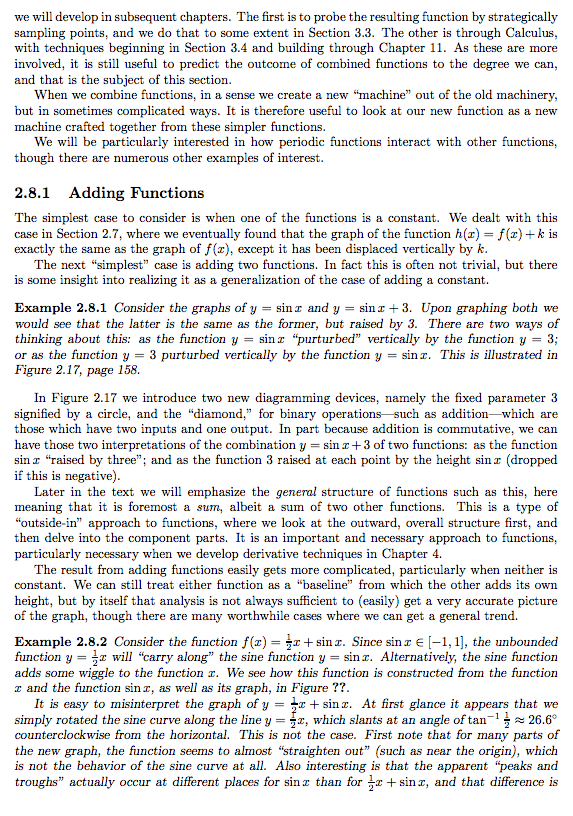 we will develop in subsequent chapters. The first is to probe the resulting function by strategically
sampling points, and we do that to some extent in Section 3.3. The other is through Calculus,
with techniques beginning in Section 3.4 and building through Chapter 11. As these are more
involved, it is still useful to predict the outcome of combined functions to the degree we can,
and that is the subject of this section.
When we combine functions, in a sense we create a new “machine” out of the old machinery,
but in sometimes complicated ways. It is therefore useful to look at our new function as a new
machine crafted together from these simpler functions.
We will be particularly interested in how periodic functions interact with other functions,
though there are numerous other examples of interest.
2.8.1 Adding Functions
The simplest case to consider is when one of the functions is a constant. We dealt with this
case in Section 2.7, where we eventually found that the graph of the function h(x) = f(x) + k is
exactly the same as the graph of f(x), except it has been displaced vertically by k.
The next “simplest” case is adding two functions. In fact this is often not trivial, but there
is some insight into realizing it as a generalization of the case of adding a constant.
Example 2.8.1 Consider the graphs of y = sin x and y = sin x + 3. Upon graphing both we
would see that the latter is the same as the former, but raised by 3. There are two ways of
thinking about this: as the function y = sin x “purturbed” vertically by the function y = 3;
or as the function y = 3 purturbed vertically by the function y = sin x. This is illustrated in
Figure 2.17, page 158.
In Figure 2.17 we introduce two new diagramming devices, namely the fixed parameter 3
signified by a circle, and the “diamond,” for binary operations—such as addition—which are
those which have two inputs and one output. In part because addition is commutative, we can
have those two interpretations of the combination y = sin x + 3 of two functions: as the function
sin x “raised by three”; and as the function 3 raised at each point by the height sin x (dropped
if this is negative).
Later in the text we will emphasize the general structure of functions such as this, here
meaning that it is foremost a sum, albeit a sum of two other functions. This is a type of
“outside-in” approach to functions, where we look at the outward, overall structure first, and
then delve into the component parts. It is an important and necessary approach to functions,
particularly necessary when we develop derivative techniques in Chapter 4.
The result from adding functions easily gets more complicated, particularly when neither is
constant. We can still treat either function as a “baseline” from which the other adds its own
height, but by itself that analysis is not always sufficient to (easily) get a very accurate picture
of the graph, though there are many worthwhile cases where we can get a general trend.
Example 2.8.2 Consider the function f(x) = ½x + sin x. Since sin x ∈ [−1, 1], the unbounded
function y = ½x will “carry along” the sine function y = sin x. Alternatively, the sine function
adds some wiggle to the function x. We see how this function is constructed from the function
x and the function sin x, as well as its graph, in Figure ??.
It is easy to misinterpret the graph of y = ½x + sin x. At first glance it appears that we
simply rotated the sine curve along the line y = ½x, which slants at an angle of tan⁻¹ ½ ≈ 26.6°
counterclockwise from the horizontal. This is not the case. First note that for many parts of
the new graph, the function seems to almost “straighten out” (such as near the origin), which
is not the behavior of the sine curve at all. Also interesting is that the apparent “peaks and
troughs” actually occur at different places for sin x than for ½x + sin x, and that difference is